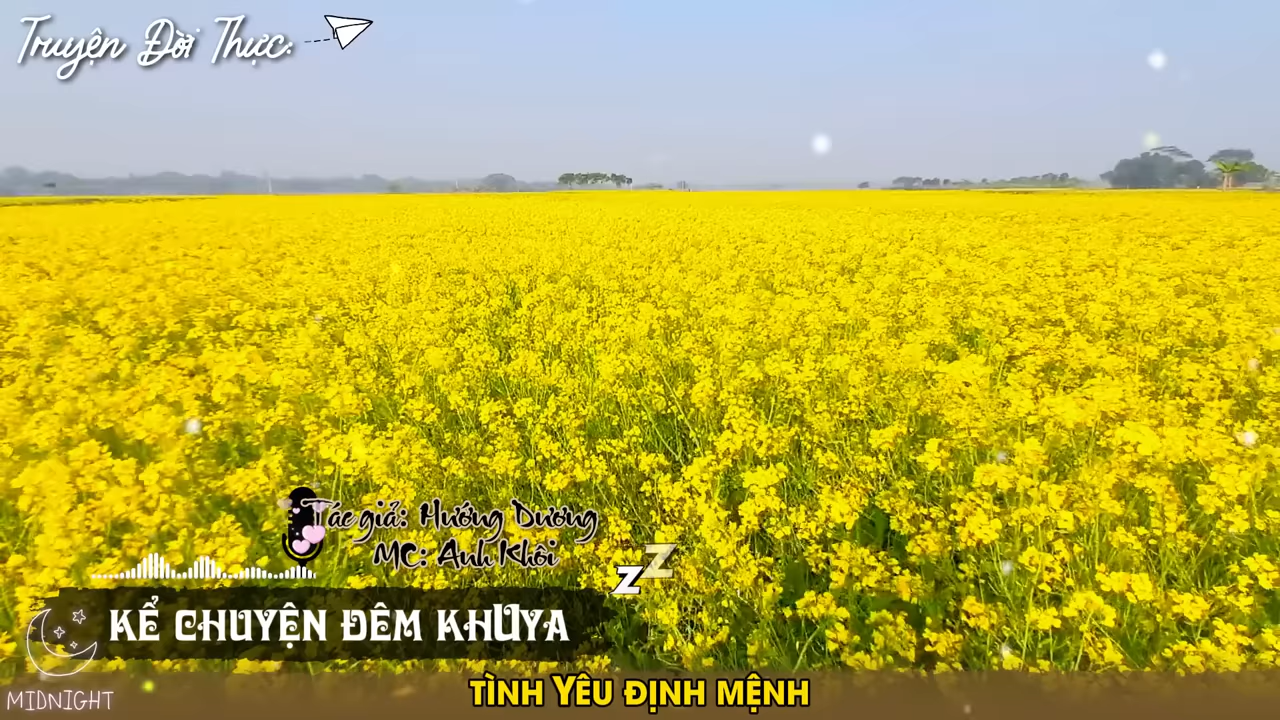 Truyện Đời Thực.
Tác giả: Hướng Dương
MC: Anh Khôi
zZ
KỂ CHUYỆN ĐÊM KHUYA
MIDNIGHT
TÌNH YÊU ĐỊNH MỆNH